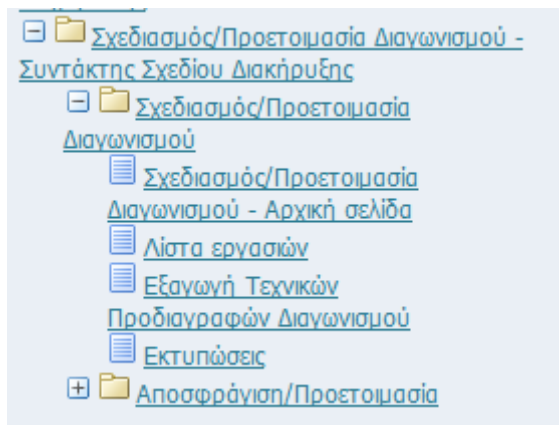 Σχεδιασμός/Προετοιμασία Διαγωνισμού -
Συντάκτης Σχεδίου Διακήρυξης
Σχεδιασμός/Προετοιμασία
Διαγωνισμού
Σχεδιασμός/Προετοιμασία
Διαγωνισμού - Αρχική σελίδα
Λίστα εργασιών
Εξαγωγή Τεχνικών
Προδιαγραφών Διαγωνισμού
Εκτυπώσεις
Αποσφράγιση/Προετοιμασία